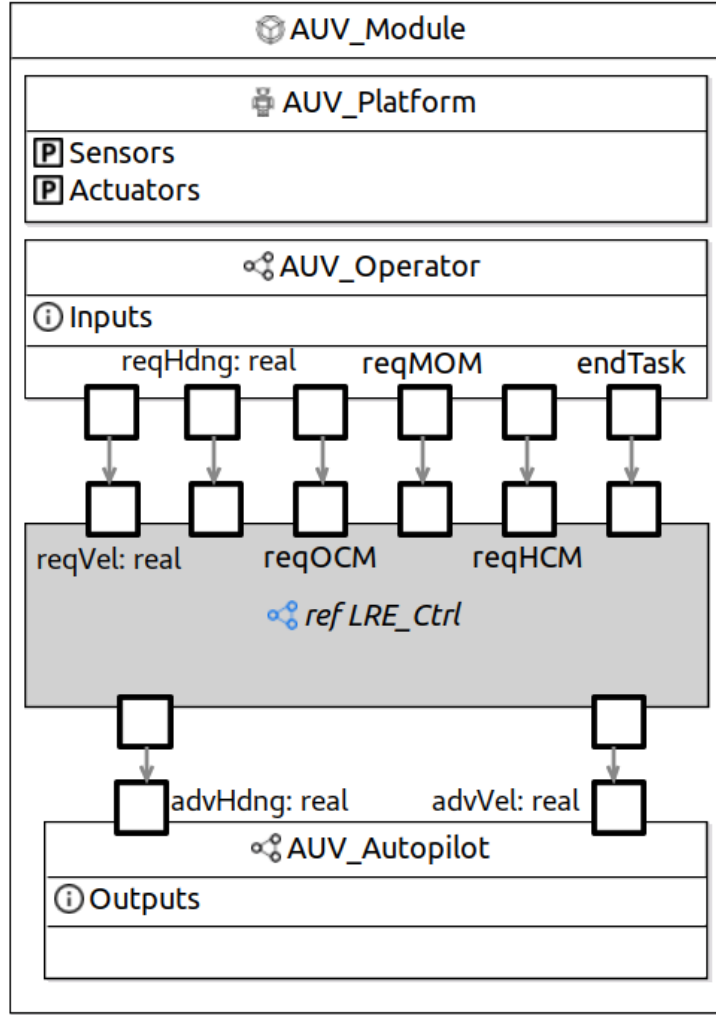 AUV_Module
AUV_Platform
P Sensors
P Actuators
AUV_Operator
i Inputs
reqHdng: real reqMOM endTask
reqVel: real reqOCM reqHCM
ref LRE_Ctrl
advHdng: real advVel: real
AUV_Autopilot
i Outputs